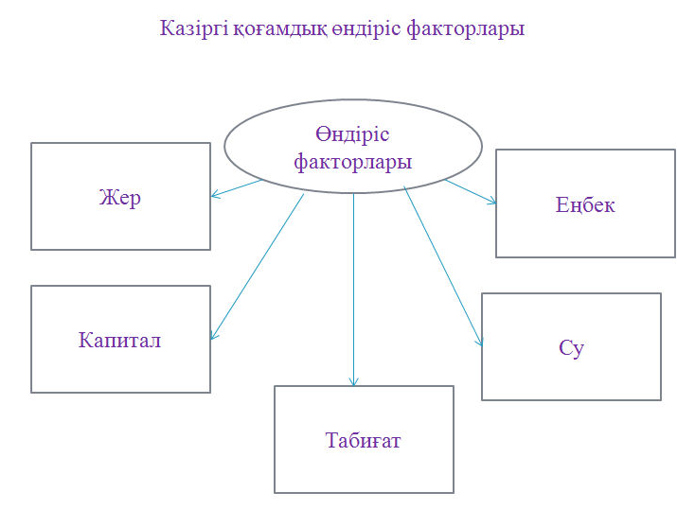 Казіргі қоғамдық өндіріс факторлары
Өндіріс
факторлары
Жер
Еңбек
Капитал
Су
Табиғат